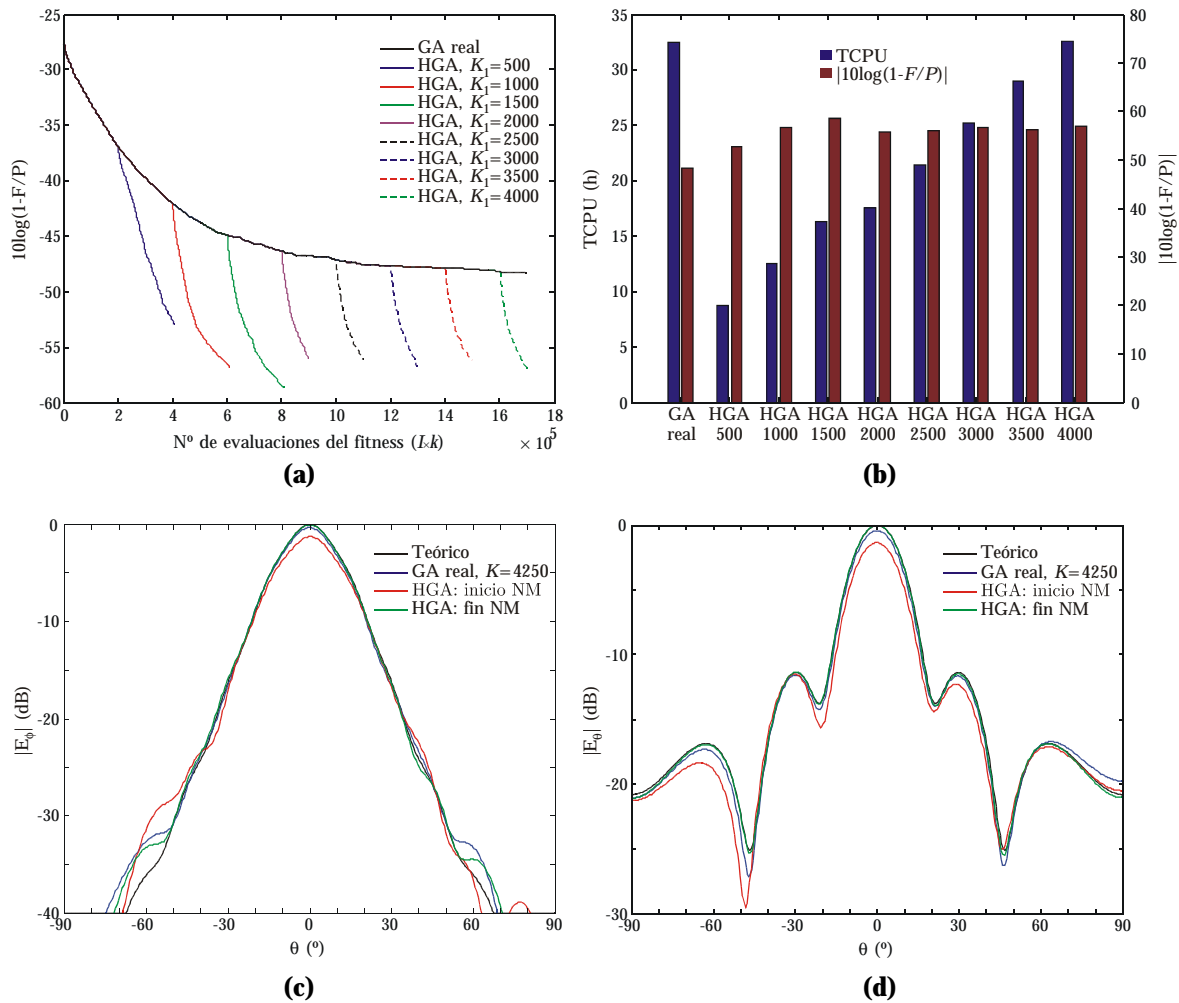 -25
-30
-35
-40
-45
-50
-55
-60
10log(1-F/P)
GA real
HGA, K1=500
HGA, K1=1000
HGA, K1=1500
HGA, K1=2000
HGA, K1=2500
HGA, K1=3000
HGA, K1=3500
HGA, K1=4000
0 2 4 6 8 10 12 14 16 18
Nº de evaluaciones del fitness (I×k) × 10^5
(a)
35
30
25
20
15
10
5
0
TCPU (h)
TCPU
|10log(1-F/P)|
80
70
60
50
40
30
20
10
0
|10log(1-F/P)|
GA HGA HGA HGA HGA HGA HGA HGA HGA
real 500 1000 1500 2000 2500 3000 3500 4000
(b)
0
-10
-20
-30
-40
|Eϕ| (dB)
Teórico
GA real, K=4250
HGA: inicio NM
HGA: fin NM
-90 -60 -30 0 30 60 90
θ (º)
(c)
0
-10
-20
-30
|Eθ| (dB)
Teórico
GA real, K=4250
HGA: inicio NM
HGA: fin NM
-90 -60 -30 0 30 60 90
θ (º)
(d)